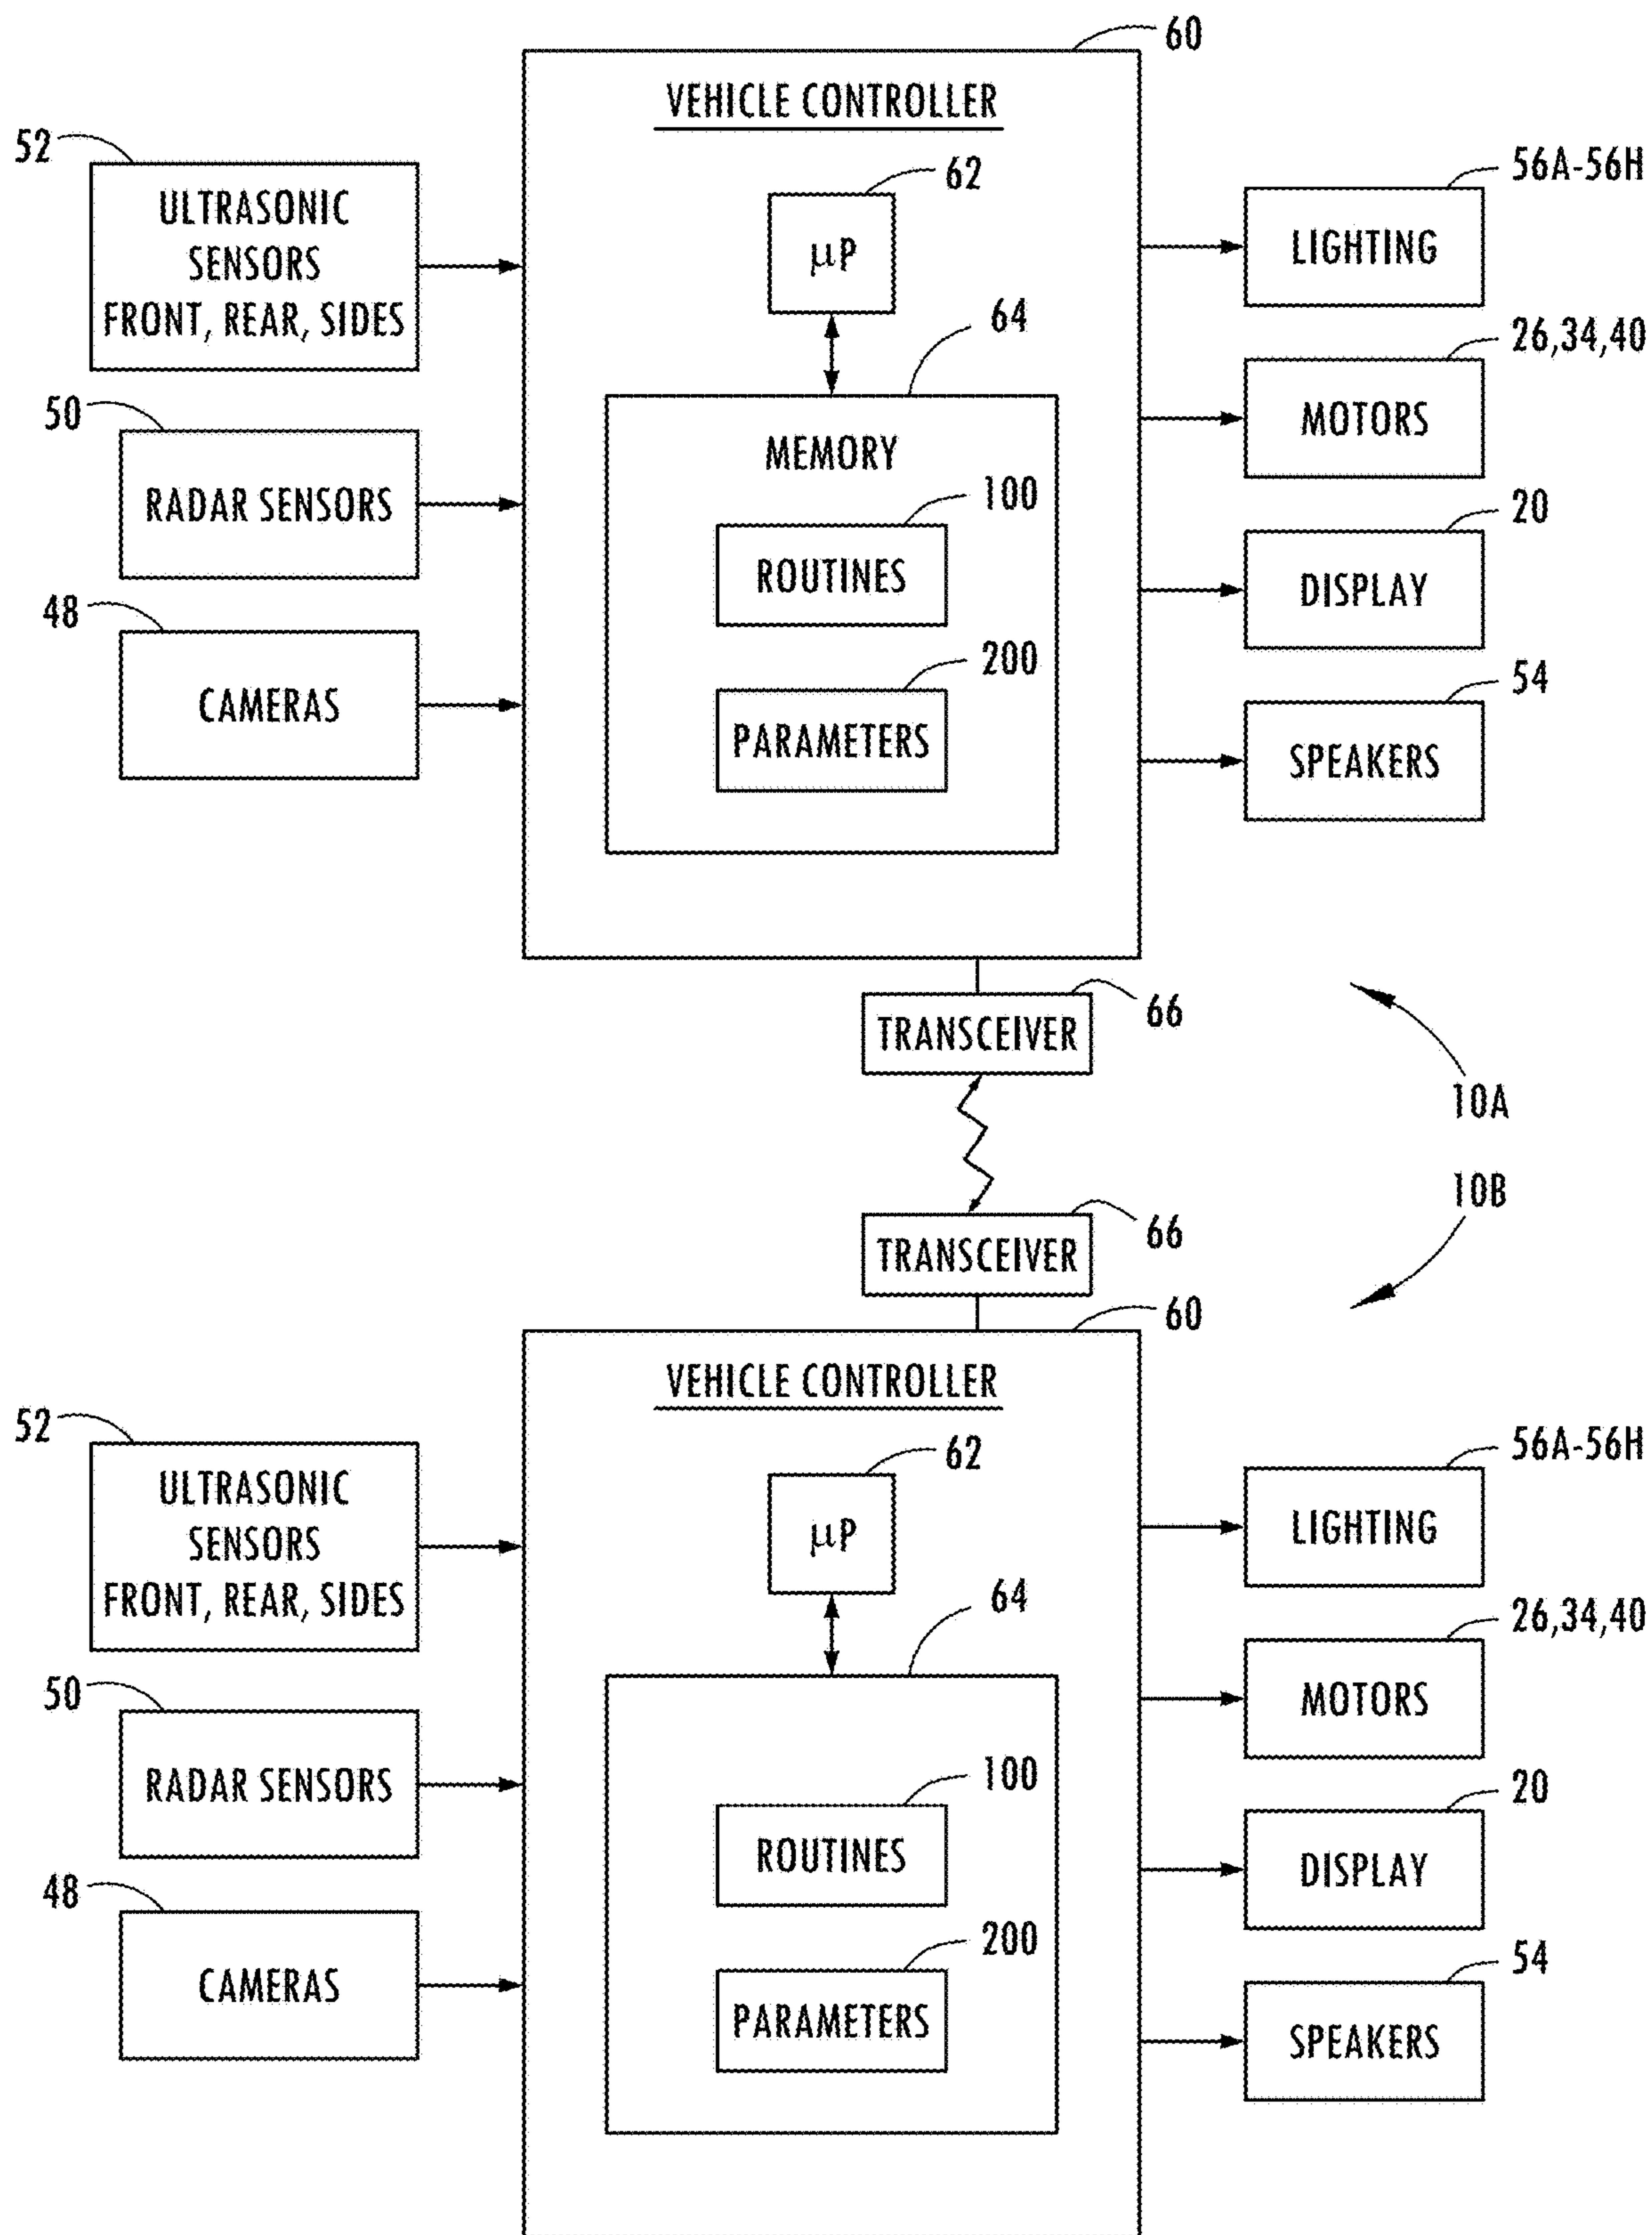 60
VEHICLE CONTROLLER
52
ULTRASONIC
SENSORS
FRONT, REAR, SIDES
62
μP
56A-56H
LIGHTING
64
26,34,40
MOTORS
50
RADAR SENSORS
MEMORY
100
ROUTINES
20
DISPLAY
48
CAMERAS
200
PARAMETERS
54
SPEAKERS
66
TRANSCEIVER
10A
10B
66
TRANSCEIVER
60
VEHICLE CONTROLLER
52
ULTRASONIC
SENSORS
FRONT, REAR, SIDES
62
μP
56A-56H
LIGHTING
64
26,34,40
MOTORS
50
RADAR SENSORS
100
ROUTINES
20
DISPLAY
48
CAMERAS
200
PARAMETERS
54
SPEAKERS